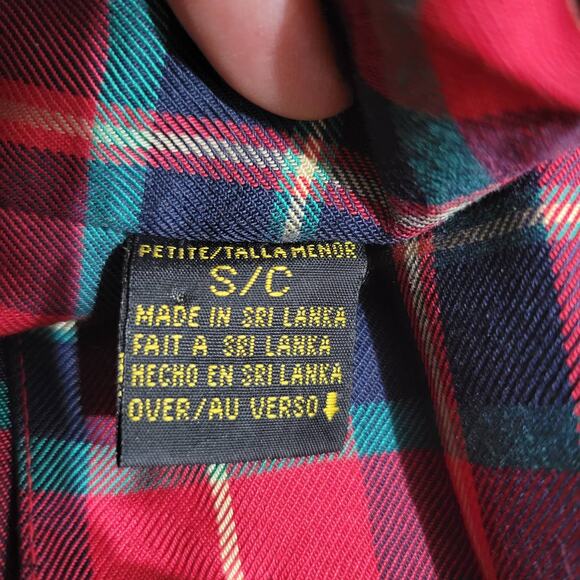 PETITE/TALLA MENOR
S/C
MADE IN SRI LANKA
FAIT A SRI LANKA
HECHO EN SRI LANKA
OVER/AU VERSO